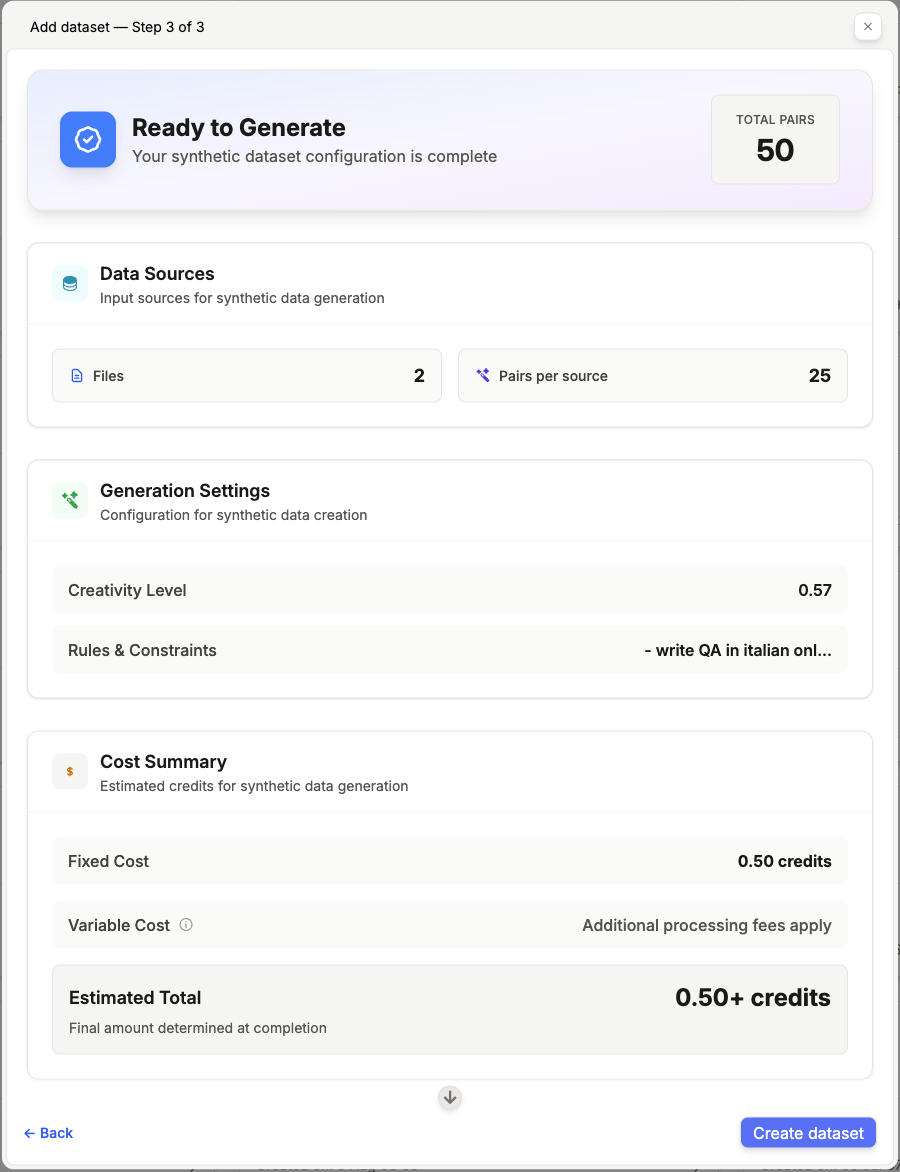 Add dataset — Step 3 of 3
Ready to Generate
Your synthetic dataset configuration is complete
TOTAL PAIRS
50
Data Sources
Input sources for synthetic data generation
Files
2
Pairs per source
25
Generation Settings
Configuration for synthetic data creation
Creativity Level
0.57
Rules & Constraints
- write QA in italian onl...
$
Cost Summary
Estimated credits for synthetic data generation
Fixed Cost
0.50 credits
Variable Cost
Additional processing fees apply
Estimated Total
0.50+ credits
Final amount determined at completion
← Back
Create dataset